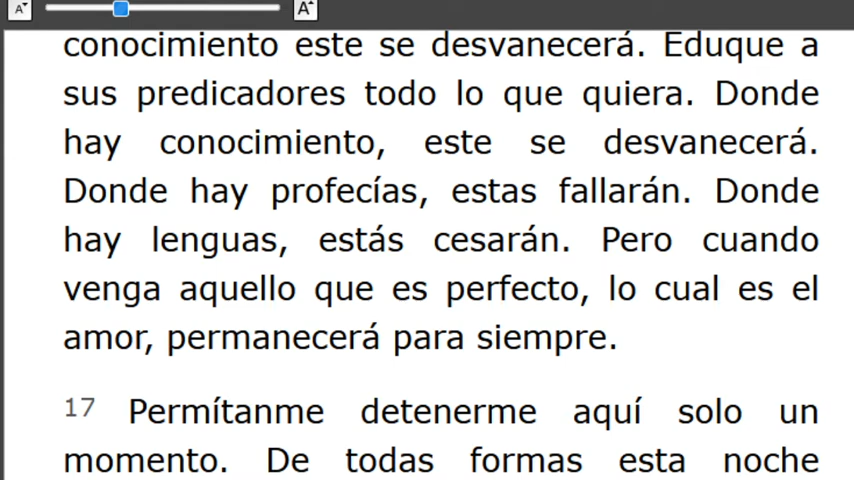 A A
conocimiento este se desvanecerá. Eduque a
sus predicadores todo lo que quiera. Donde
hay conocimiento, este se desvanecerá.
Donde hay profecías, estas fallarán. Donde
hay lenguas, estás cesarán. Pero cuando
venga aquello que es perfecto, lo cual es el
amor, permanecerá para siempre.
17 Permítanme detenerme aquí solo un
momento. De todas formas esta noche